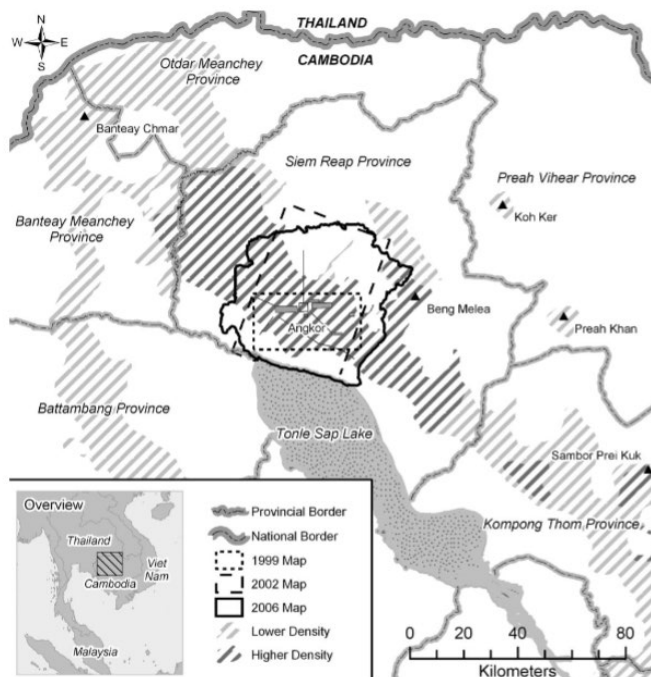 N
W E
S
THAILAND
CAMBODIA
Otdar Meanchey
Province
Banteay Chmar
Siem Reap Province
Preah Vihear Province
Koh Ker
Banteay Meanchey
Province
Beng Melea
Angkor
Preah Khan
Battambang Province
Tonle Sap Lake
Sambor Prei Kuk
Kompong Thom Province
Overview
Thailand
Viet
Nam
Cambodia
Malaysia
Provincial Border
National Border
1999 Map
2002 Map
2006 Map
Lower Density
Higher Density
0 20 40 60 80
Kilometers